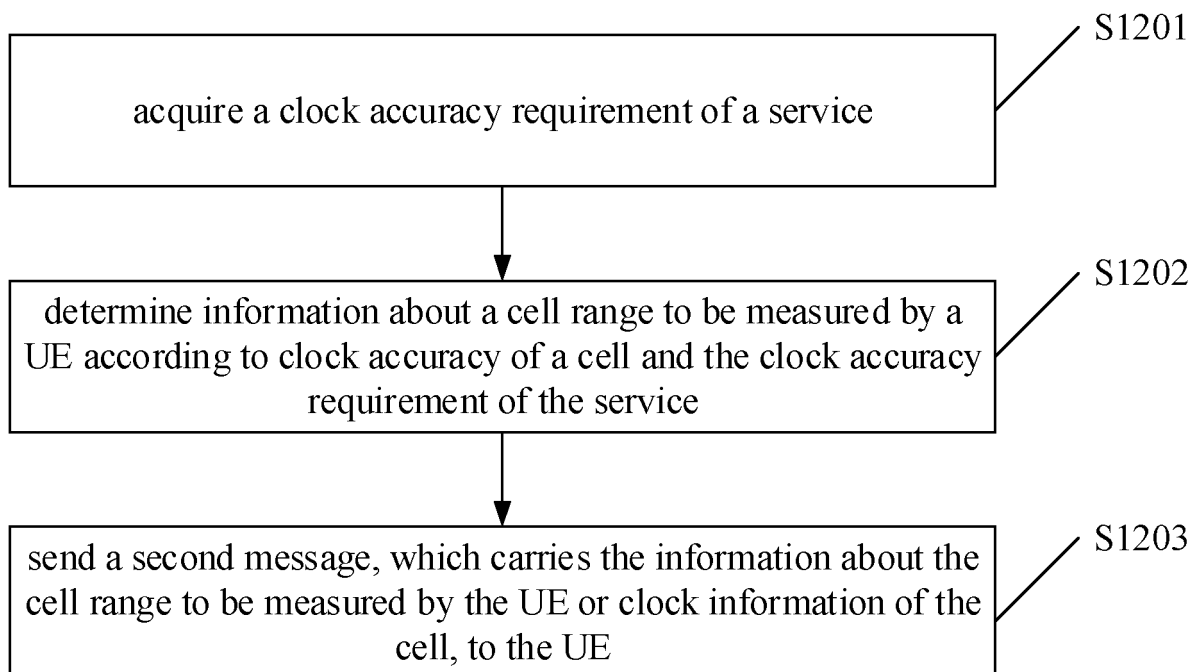 S1201
acquire a clock accuracy requirement of a service
S1202
determine information about a cell range to be measured by a
UE according to clock accuracy of a cell and the clock accuracy
requirement of the service
S1203
send a second message, which carries the information about the
cell range to be measured by the UE or clock information of the
cell, to the UE